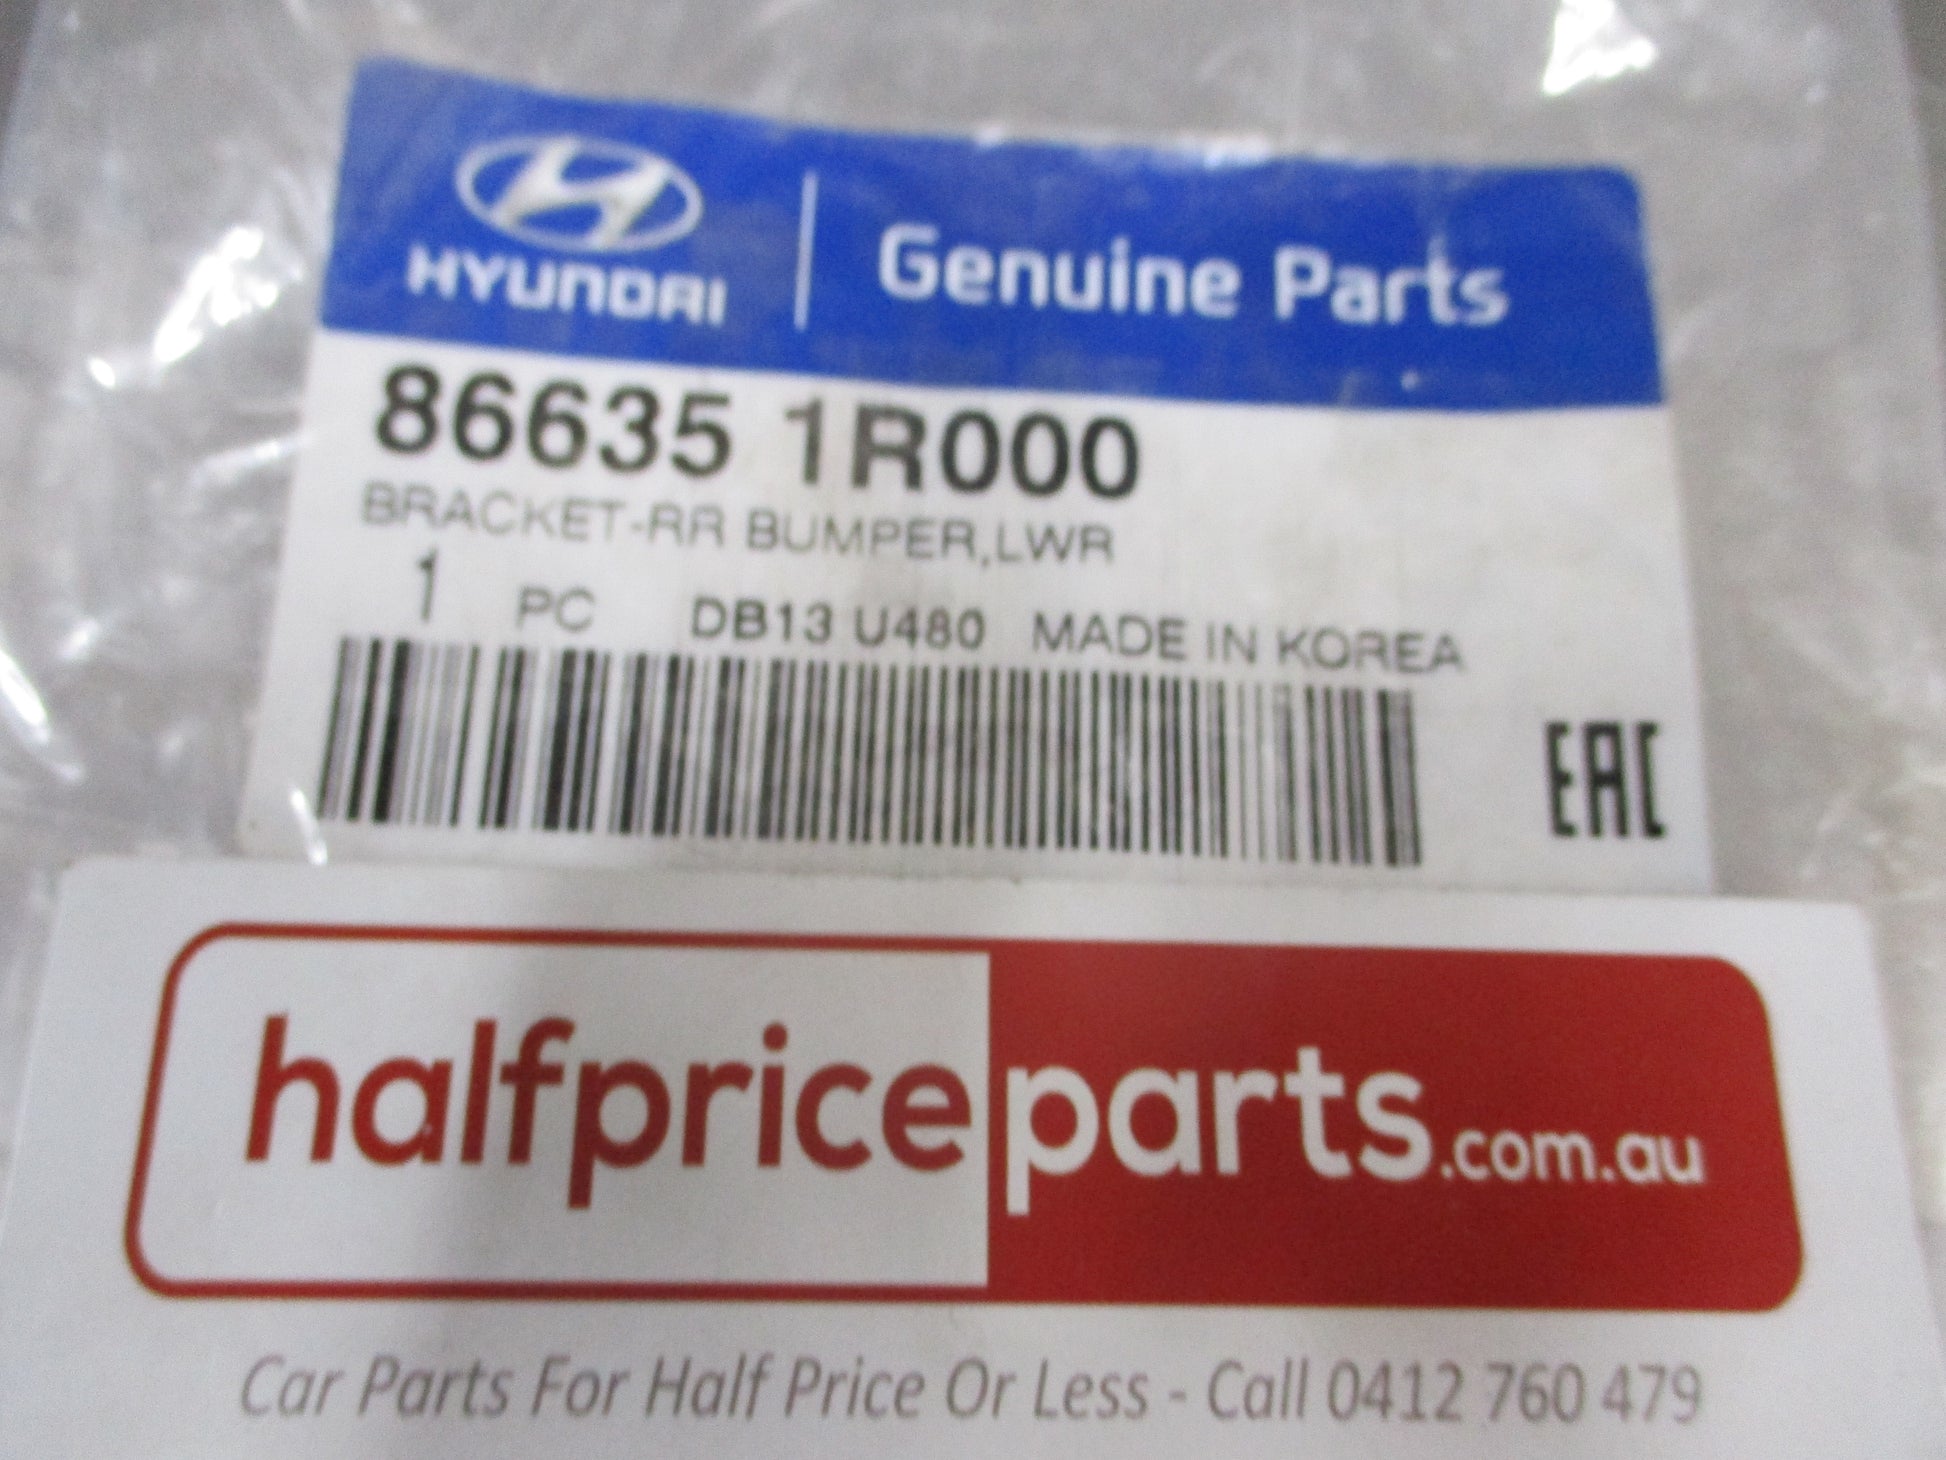 HYUNDAI
Genuine Parts
86635 1R000
BRACKET-RR BUMPER,LWR
1 PC DB13 U480 MADE IN KOREA
EAC
halfpriceparts.com.au
Car Parts For Half Price Or Less - Call 0412 760 479